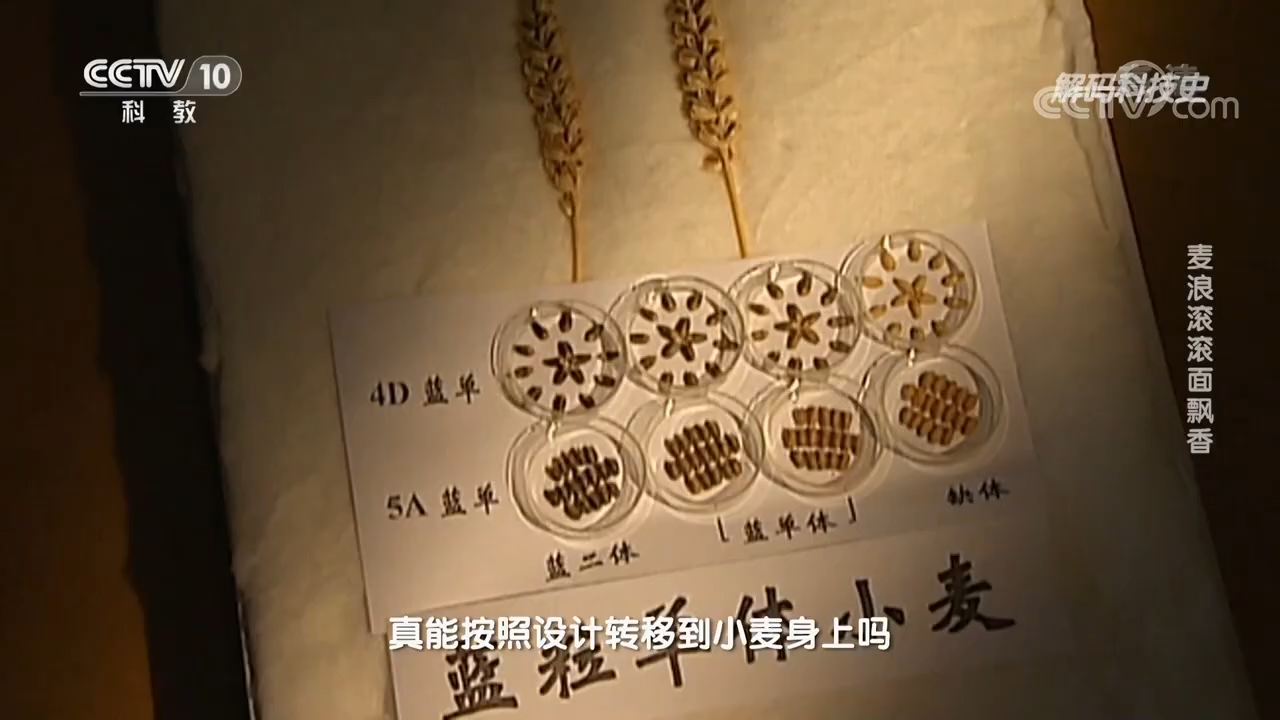 CCTV 10
科教
解码科技史
CCTV.com
麦浪滚滚面飘香
4D 蓝单
5A 蓝单
蓝二体
[蓝单体]
缺体
蓝粒单体小麦
真能按照设计转移到小麦身上吗